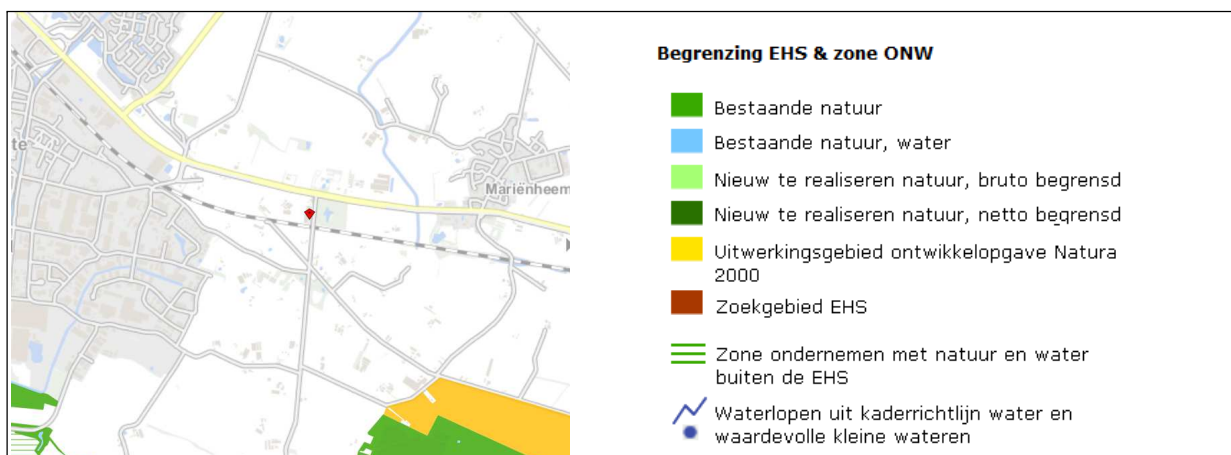 te
Mariënheem
Begrenzing EHS & zone ONW
Bestaande natuur
Bestaande natuur, water
Nieuw te realiseren natuur, bruto begrensd
Nieuw te realiseren natuur, netto begrensd
Uitwerkingsgebied ontwikkelopgave Natura
2000
Zoekgebied EHS
Zone ondernemen met natuur en water
buiten de EHS
Waterlopen uit kaderrichtlijn water en
waardevolle kleine wateren